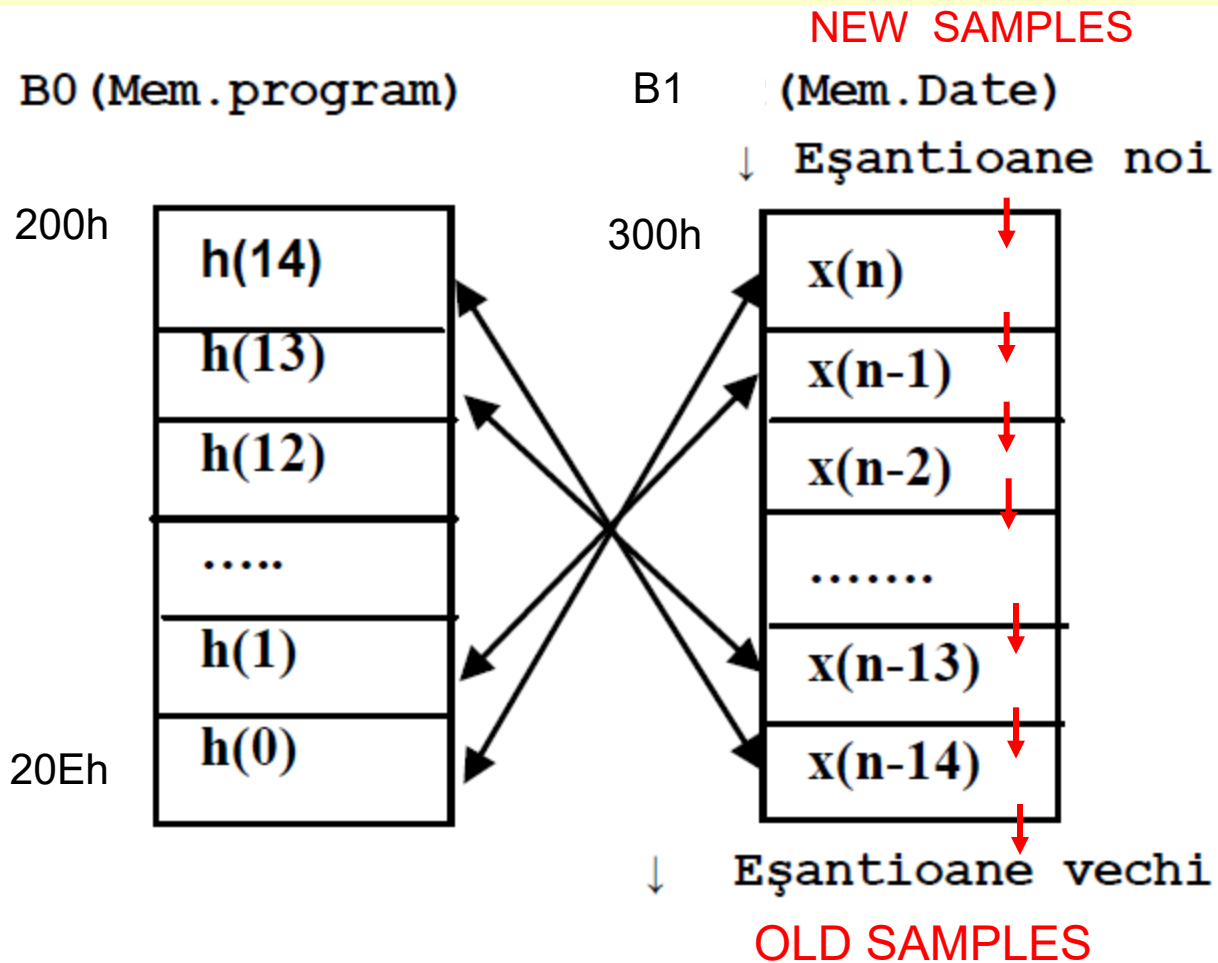 NEW SAMPLES
B0(Mem.program)
B1 (Mem.Date)
↓ Eşantioane noi
200h
h(14)
h(13)
h(12)
.....
h(1)
h(0)
20Eh
300h
x(n)
x(n-1)
x(n-2)
.......
x(n-13)
x(n-14)
↓ Eşantioane vechi
OLD SAMPLES